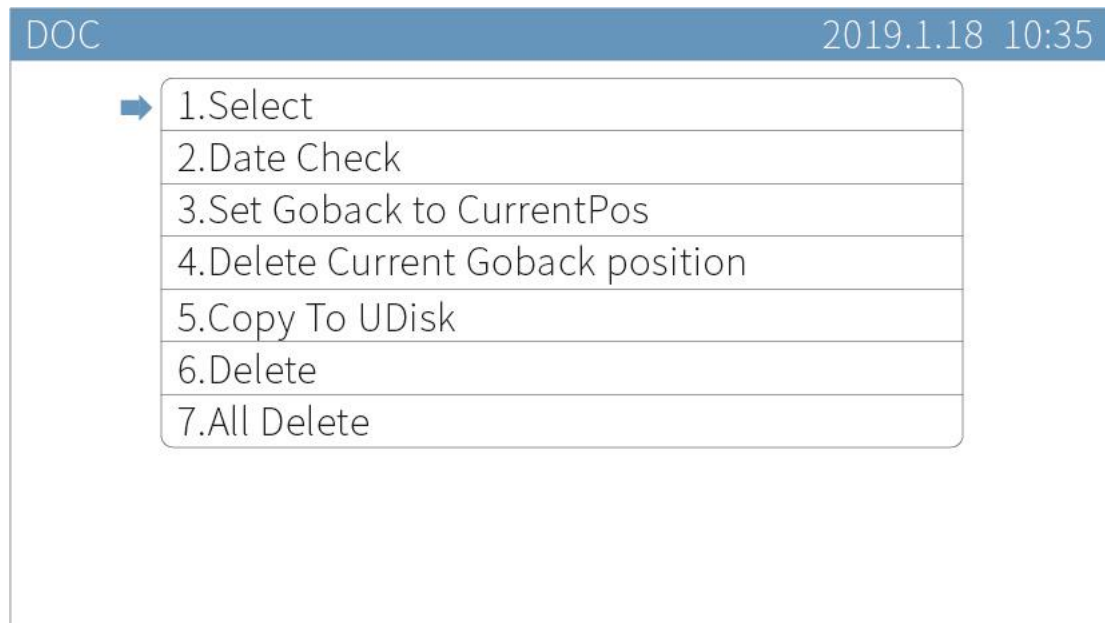 DOC 2019.1.18 10:35
1.Select
2.Date Check
3.Set Goback to CurrentPos
4.Delete Current Goback position
5.Copy To UDisk
6.Delete
7.All Delete